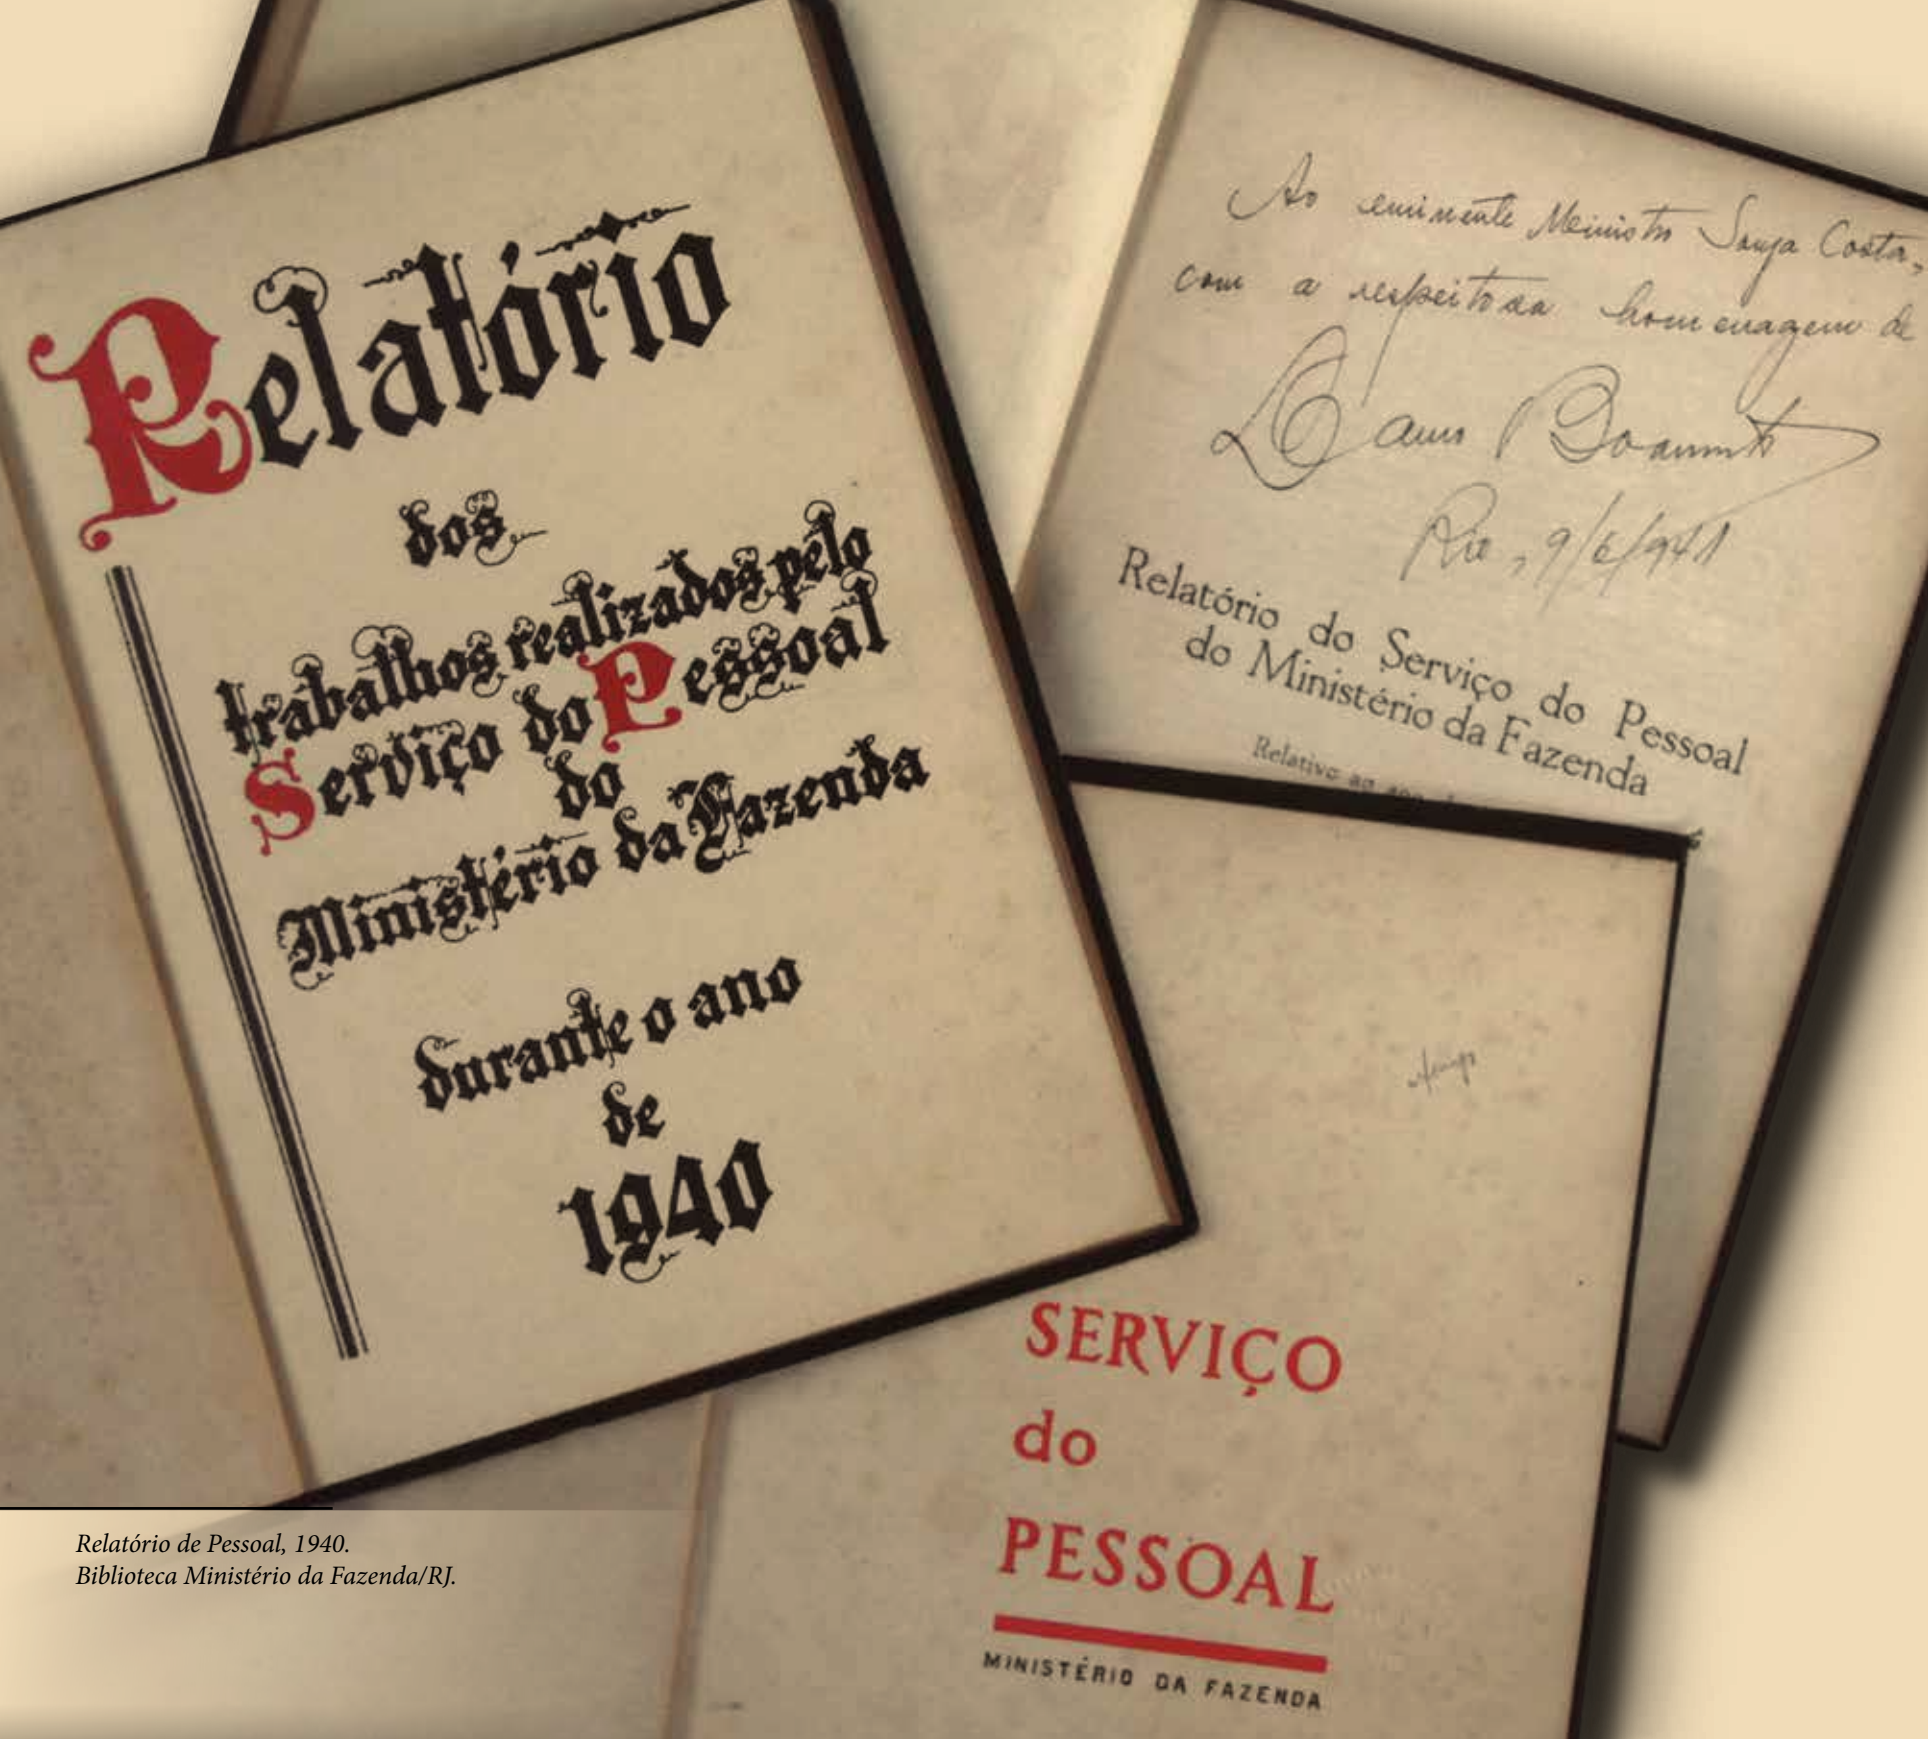 Relatório
dos
trabalhos realizados pelo
Serviço do Pessoal
do
Ministério da Fazenda
durante o ano
de
1940
Ao eminente Ministro Souza Costa,
com a respeitosa homenagem de
Rio, 9/6/941
Relatório do Serviço do Pessoal
do Ministério da Fazenda
Relativo ao
SERVIÇO
do
PESSOAL
MINISTÉRIO DA FAZENDA
Relatório de Pessoal, 1940.
Biblioteca Ministério da Fazenda/RJ.